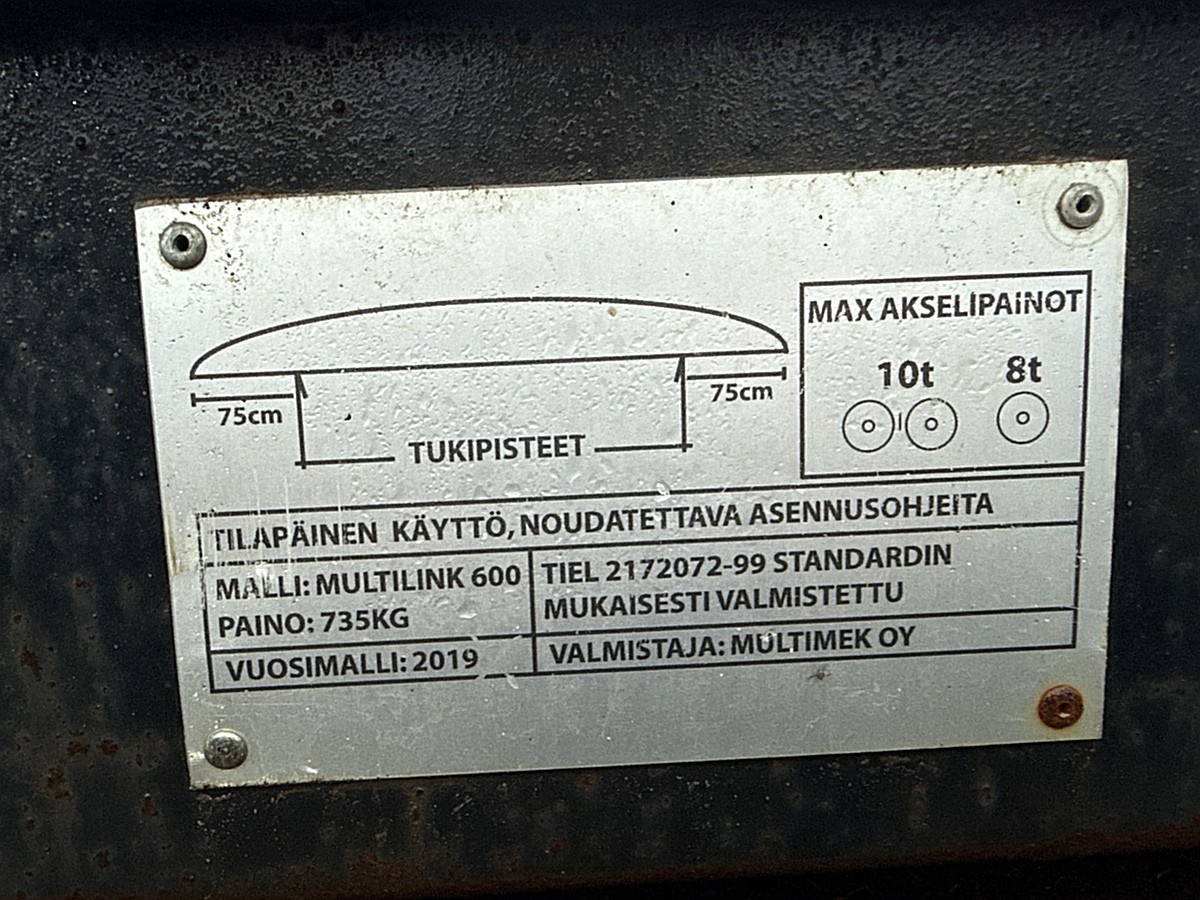 MAX AKSELIPAINOT
10t 8t
75cm
75cm
TUKIPISTEET
TILAPÄINEN KÄYTTÖ, NOUDATETTAVA ASENNUSOHJEITA
MALLI: MULTILINK 600
PAINO: 735KG
TIEL 2172072-99 STANDARDIN
MUKAISESTI VALMISTETTU
VUOSIMALLI: 2019
VALMISTAJA: MULTIMEK OY